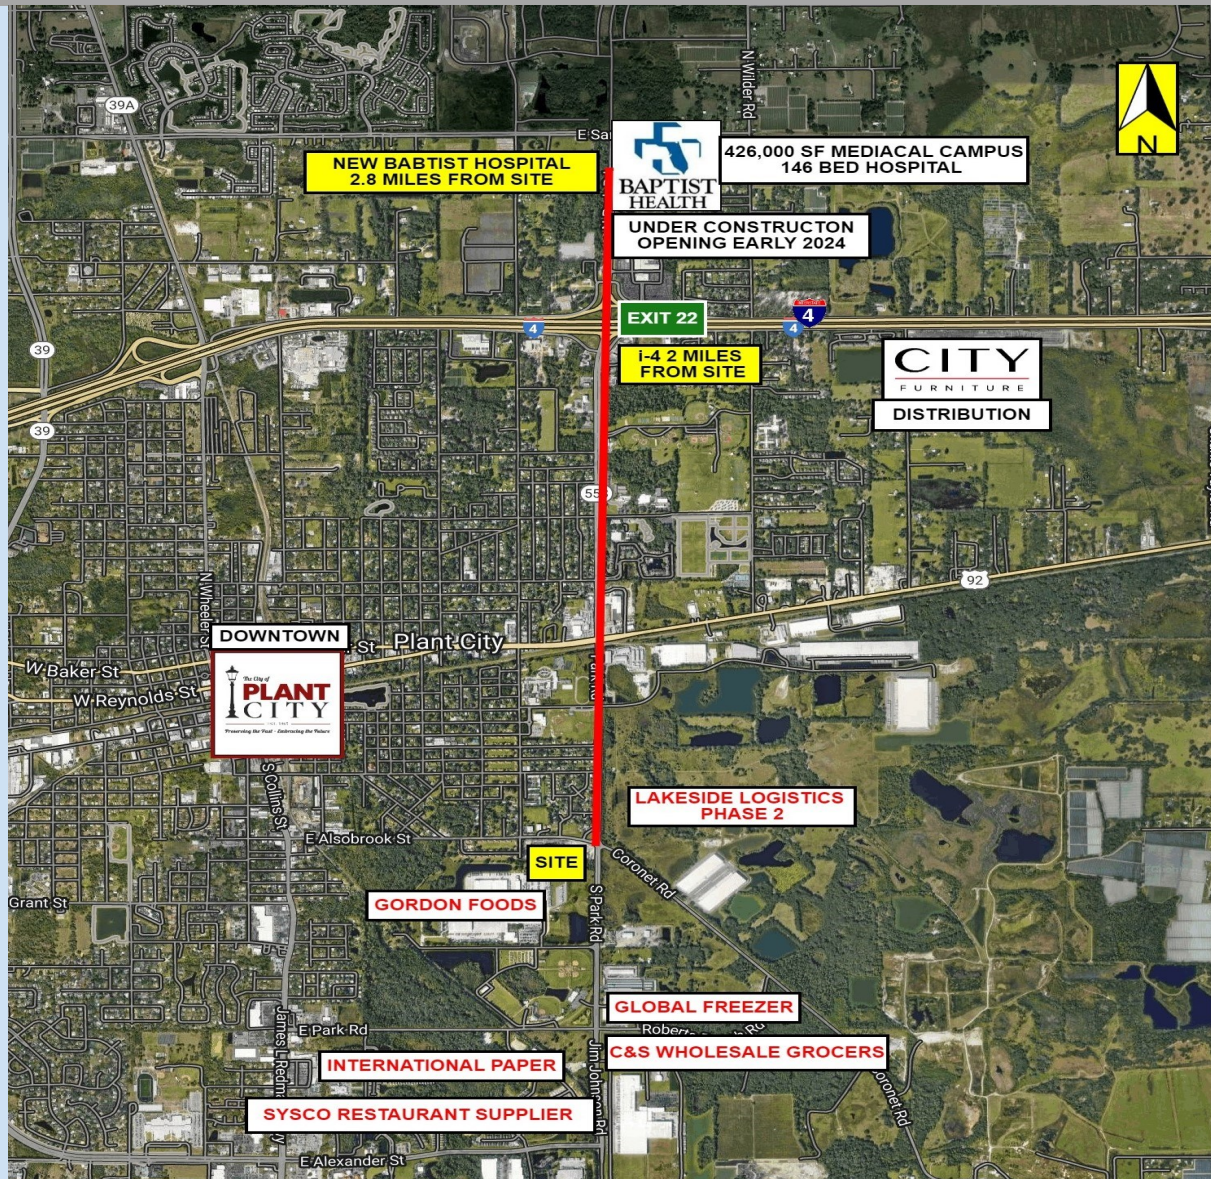 39A
N Wilder Rd
E Sa
NEW BABTIST HOSPITAL
2.8 MILES FROM SITE
BAPTIST
HEALTH
426,000 SF MEDIACAL CAMPUS
146 BED HOSPITAL
N
UNDER CONSTRUCTON
OPENING EARLY 2024
EXIT 22
4
4
4
i-4 2 MILES
FROM SITE
39
CITY
FURNITURE
DISTRIBUTION
39
55
92
N Wheeler St
DOWNTOWN
St
Plant City
W Baker St
W Reynolds St
The City of
PLANT
CITY
Preserving the Past - Embracing the Future
S Collins St
LAKESIDE LOGISTICS
PHASE 2
E Alsobrook St
SITE
Coronet Rd
Grant St
GORDON FOODS
S Park Rd
GLOBAL FREEZER
E Park Rd
Roberts
Rd
James L Redma
y
INTERNATIONAL PAPER
C&S WHOLESALE GROCERS
Jim Johnson Rd
Coronet Rd
SYSCO RESTAURANT SUPPLIER
E Alexander St